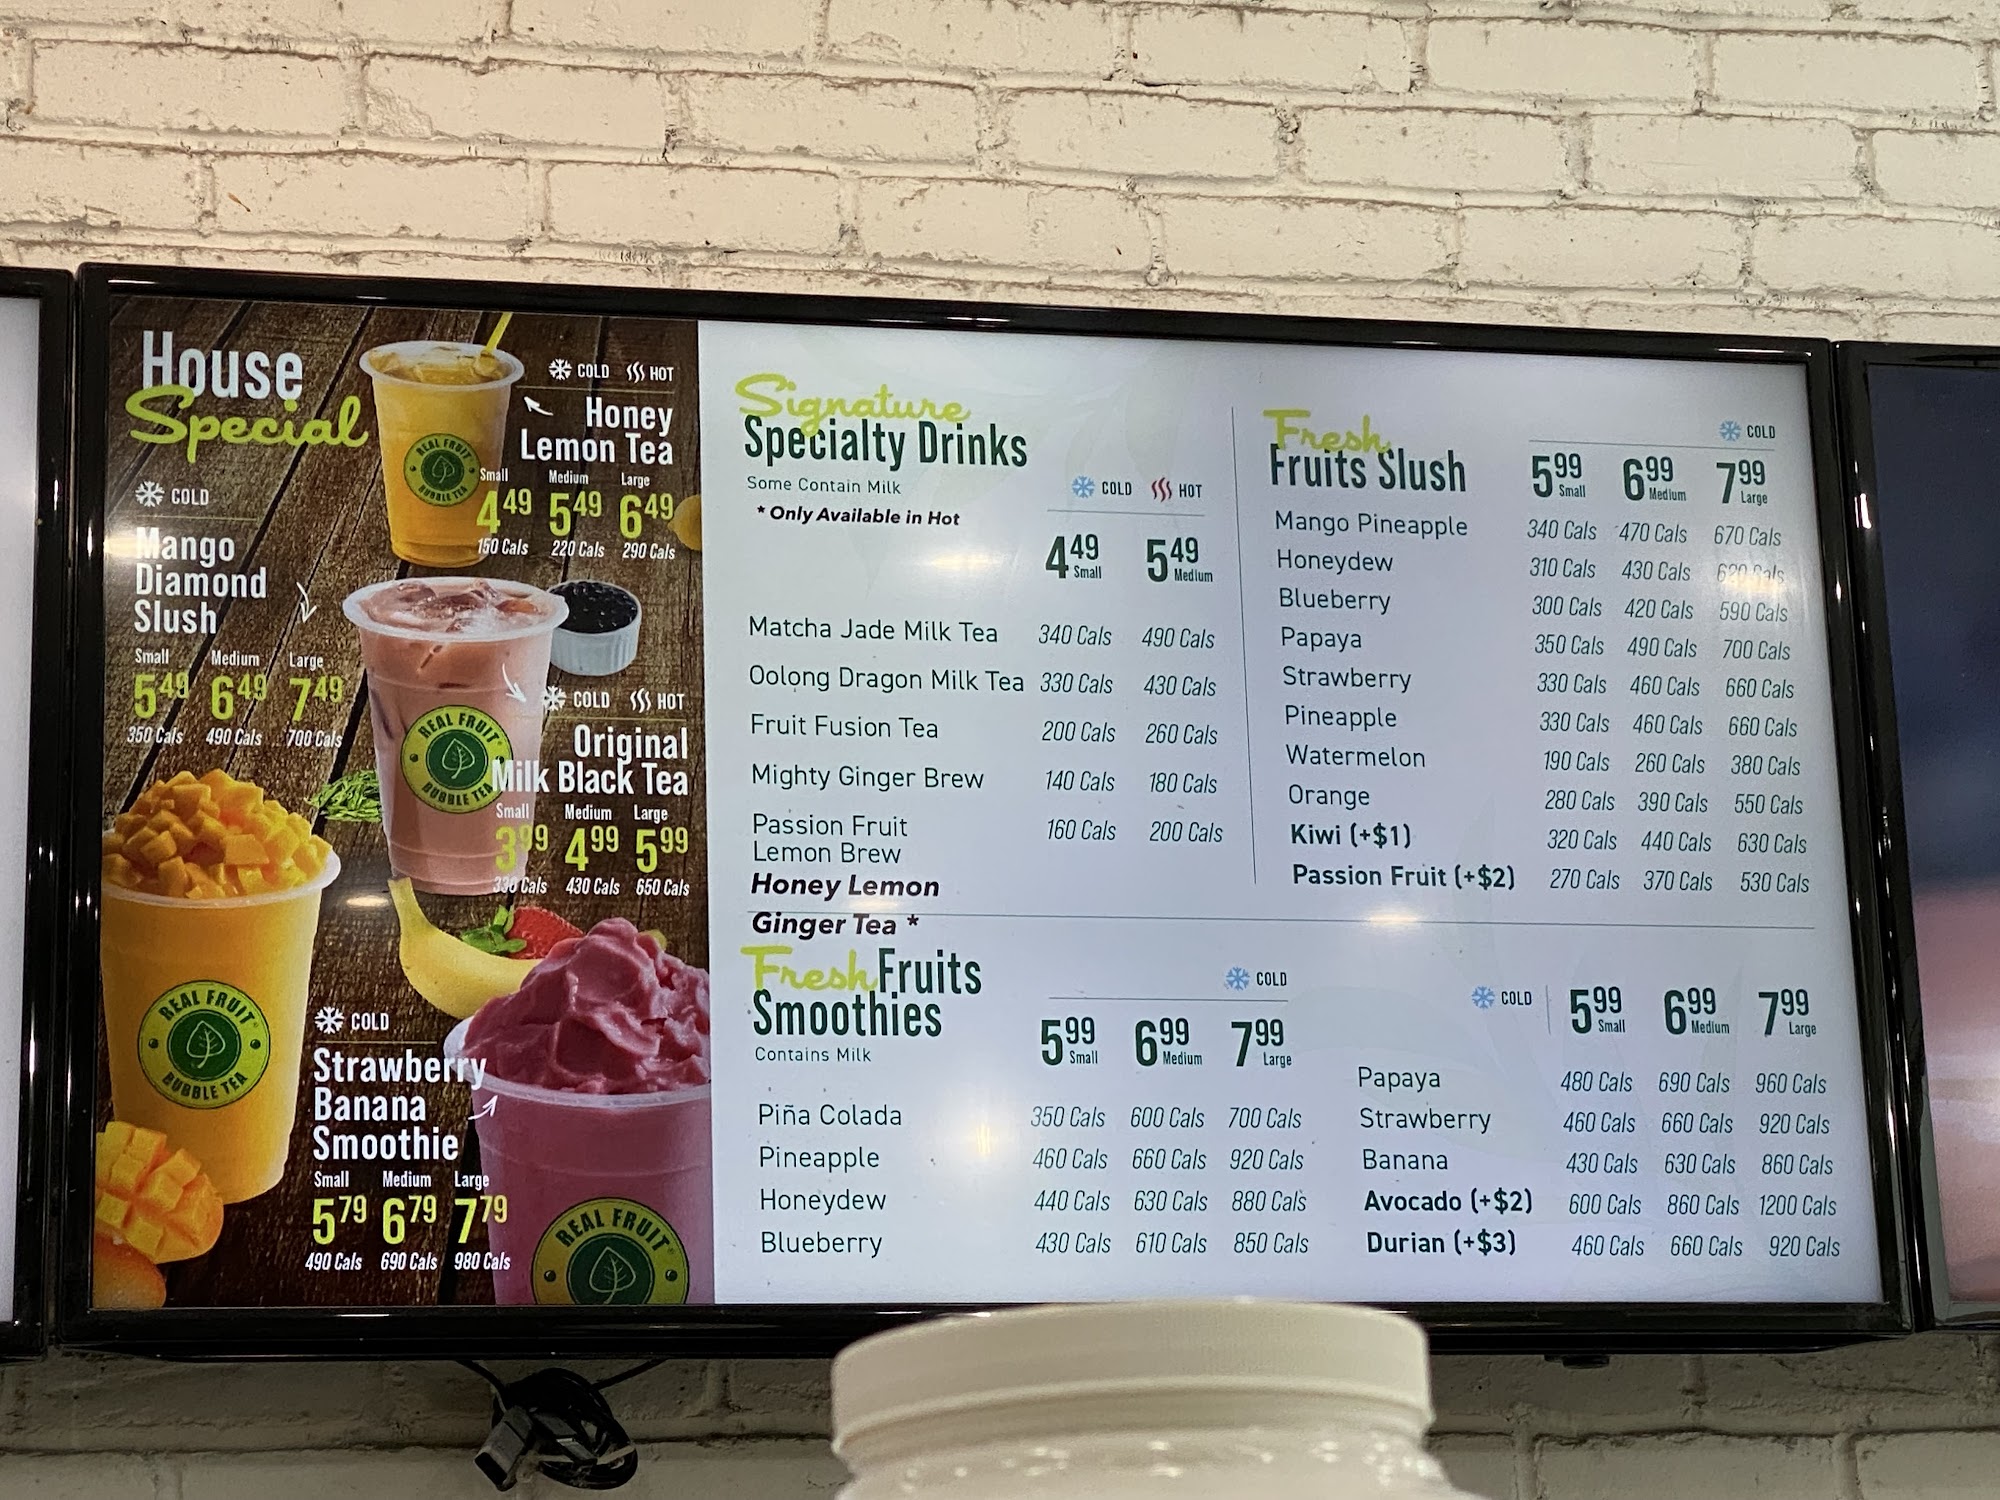 House
Special
COLD HOT
Honey
Lemon Tea
Small Medium Large
4.49 5.49 6.49
150 Cals 220 Cals 290 Cals
COLD
Mango
Diamond
Slush
Small Medium Large
5.49 6.49 7.49
350 Cals 490 Cals 700 Cals
COLD HOT
Original
Milk Black Tea
Small Medium Large
3.99 4.99 5.99
330 Cals 430 Cals 650 Cals
COLD
Strawberry
Banana
Smoothie
Small Medium Large
5.79 6.79 7.79
490 Cals 690 Cals 980 Cals
REAL FRUIT
BUBBLE TEA
REAL FRUIT
BUBBLE TEA
REAL FRUIT
BUBBLE TEA
REAL FRUIT
Signature
Specialty Drinks
Some Contain Milk
* Only Available in Hot
COLD HOT
4.49 Small 5.49 Medium
Matcha Jade Milk Tea 340 Cals 490 Cals
Oolong Dragon Milk Tea 330 Cals 430 Cals
Fruit Fusion Tea 200 Cals 260 Cals
Mighty Ginger Brew 140 Cals 180 Cals
Passion Fruit 160 Cals 200 Cals
Lemon Brew
Honey Lemon
Ginger Tea *
Fresh
Fruits Slush
COLD
5.99 Small 6.99 Medium 7.99 Large
Mango Pineapple 340 Cals 470 Cals 670 Cals
Honeydew 310 Cals 430 Cals Cals
Blueberry 300 Cals 420 Cals 590 Cals
Papaya 350 Cals 490 Cals 700 Cals
Strawberry 330 Cals 460 Cals 660 Cals
Pineapple 330 Cals 460 Cals 660 Cals
Watermelon 190 Cals 260 Cals 380 Cals
Orange 280 Cals 390 Cals 550 Cals
Kiwi (+$1) 320 Cals 440 Cals 630 Cals
Passion Fruit (+$2) 270 Cals 370 Cals 530 Cals
Fresh Fruits
Smoothies
Contains Milk
COLD
5.99 Small 6.99 Medium 7.99 Large
Piña Colada 350 Cals 600 Cals 700 Cals
Pineapple 460 Cals 660 Cals 920 Cals
Honeydew 440 Cals 630 Cals 880 Cals
Blueberry 430 Cals 610 Cals 850 Cals
COLD
5.99 Small 6.99 Medium 7.99 Large
Papaya 480 Cals 690 Cals 960 Cals
Strawberry 460 Cals 660 Cals 920 Cals
Banana 430 Cals 630 Cals 860 Cals
Avocado (+$2) 600 Cals 860 Cals 1200 Cals
Durian (+$3) 460 Cals 660 Cals 920 Cals